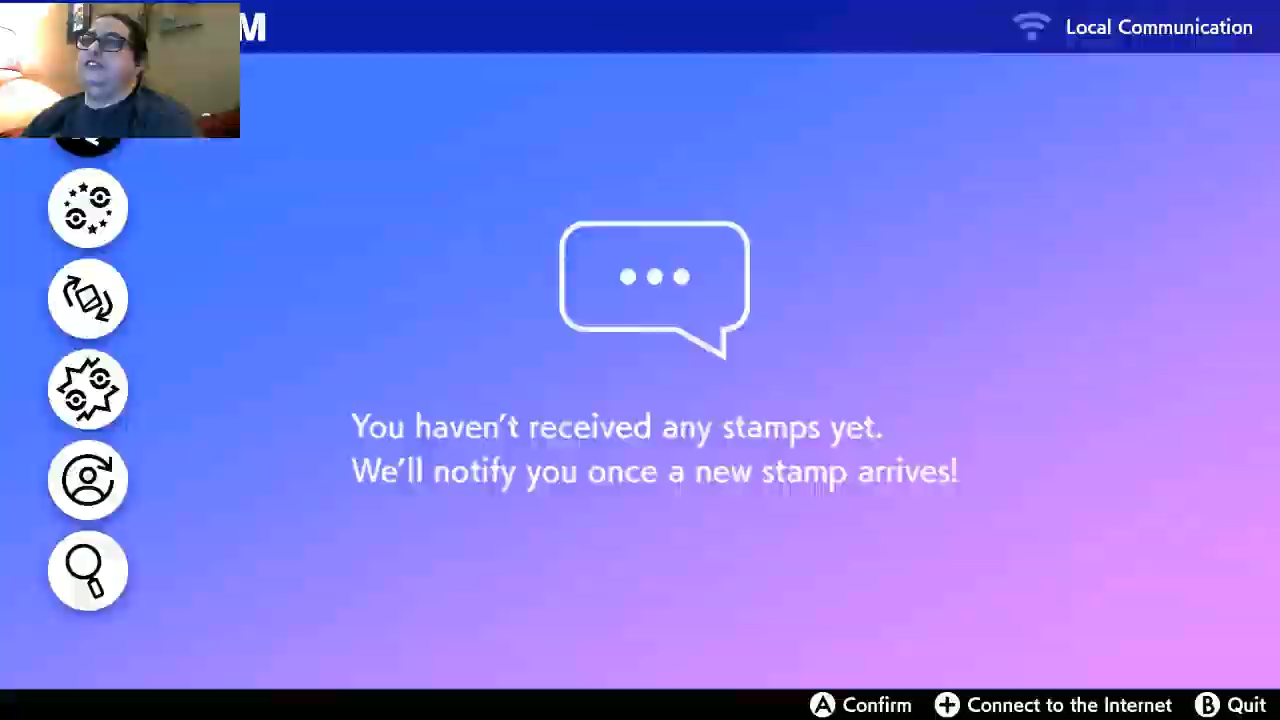 M
Local Communication
You haven't received any stamps yet.
We'll notify you once a new stamp arrives!
A Confirm + Connect to the Internet B Quit